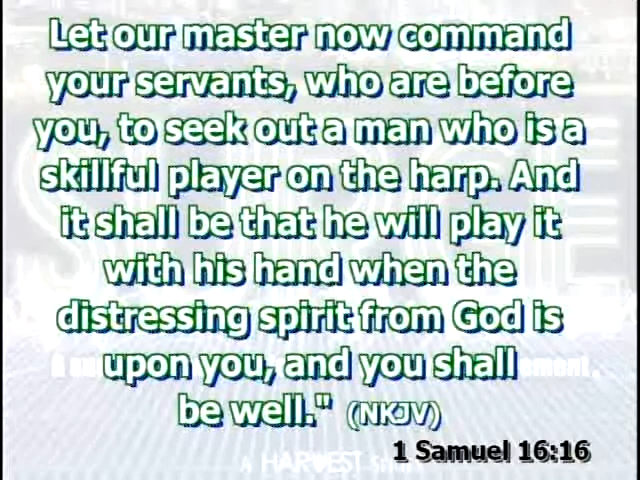 Let our master now command
your servants, who are before
you, to seek out a man who is a
skillful player on the harp. And
it shall be that he will play it
with his hand when the
distressing spirit from God is
upon you, and you shall
be well." (NKJV)
1 Samuel 16:16
A HARVEST